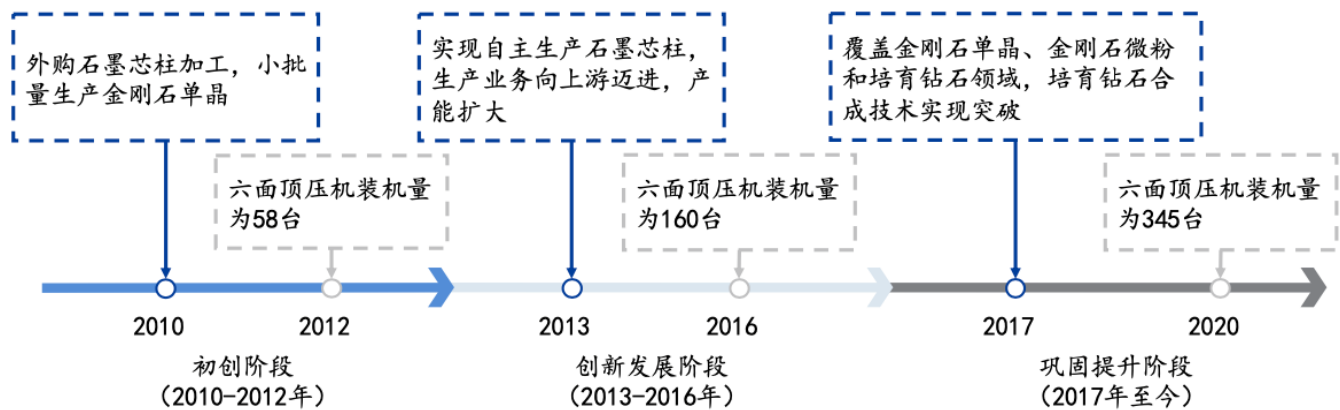 外购石墨芯柱加工，小批
量生产金刚石单晶
实现自主生产石墨芯柱，
生产业务向上游迈进，产
能扩大
覆盖金刚石单晶、金刚石微粉
和培育钻石领域，培育钻石合
成技术实现突破
六面顶压机装机量
为58台
六面顶压机装机量
为160台
六面顶压机装机量
为345台
2010
2012
2013
2016
2017
2020
初创阶段
（2010-2012年）
创新发展阶段
（2013-2016年）
巩固提升阶段
（2017年至今）